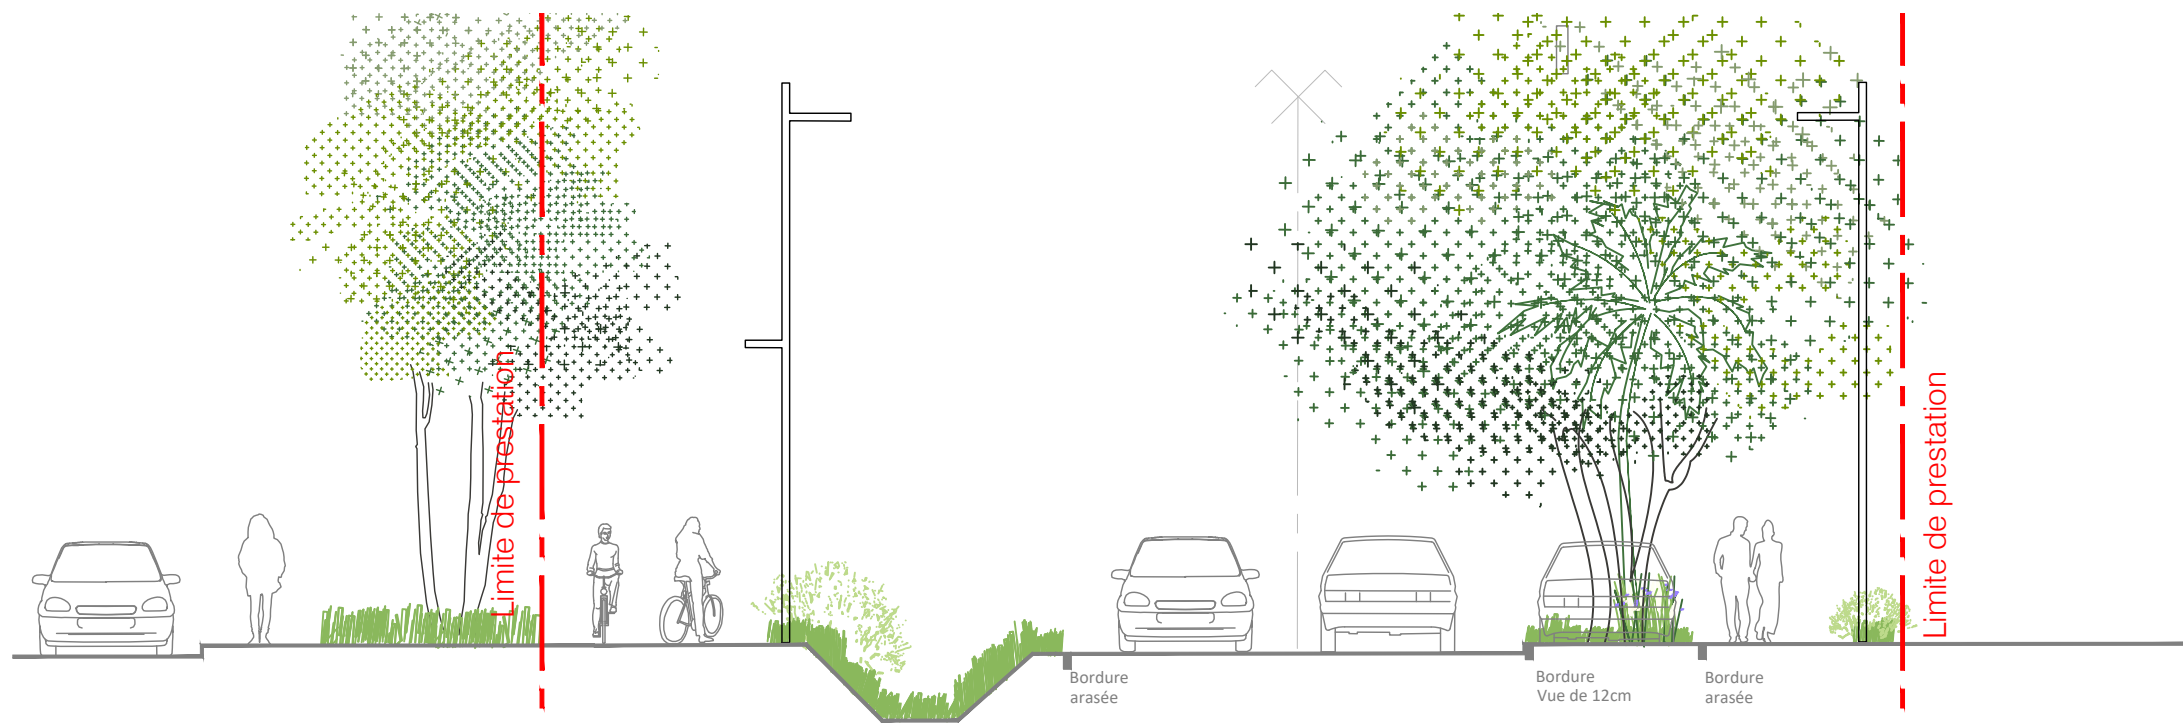 Limite de prestation
Limite de prestation
Bordure
arasée
Bordure
Vue de 12cm
Bordure
arasée